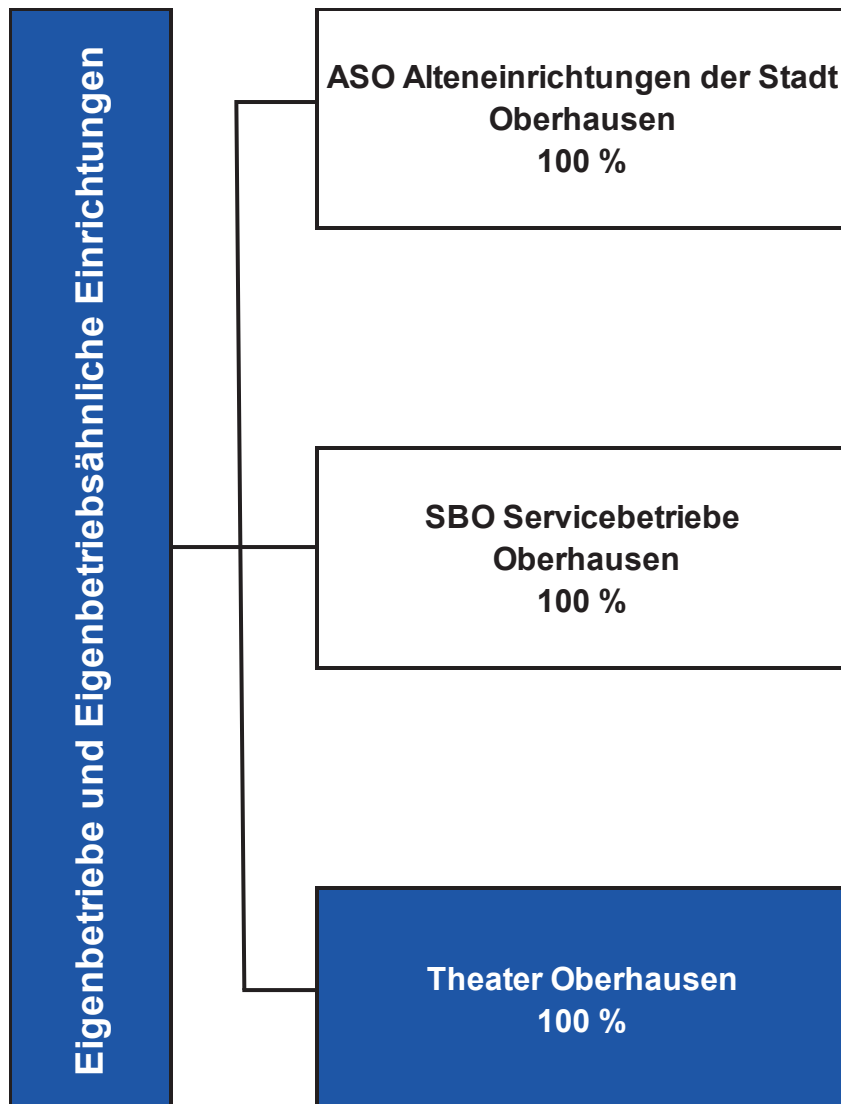 Eigenbetriebe und Eigenbetriebsähnliche Einrichtungen
ASO Alteneinrichtungen der Stadt
Oberhausen
100 %
SBO Servicebetriebe
Oberhausen
100 %
Theater Oberhausen
100 %